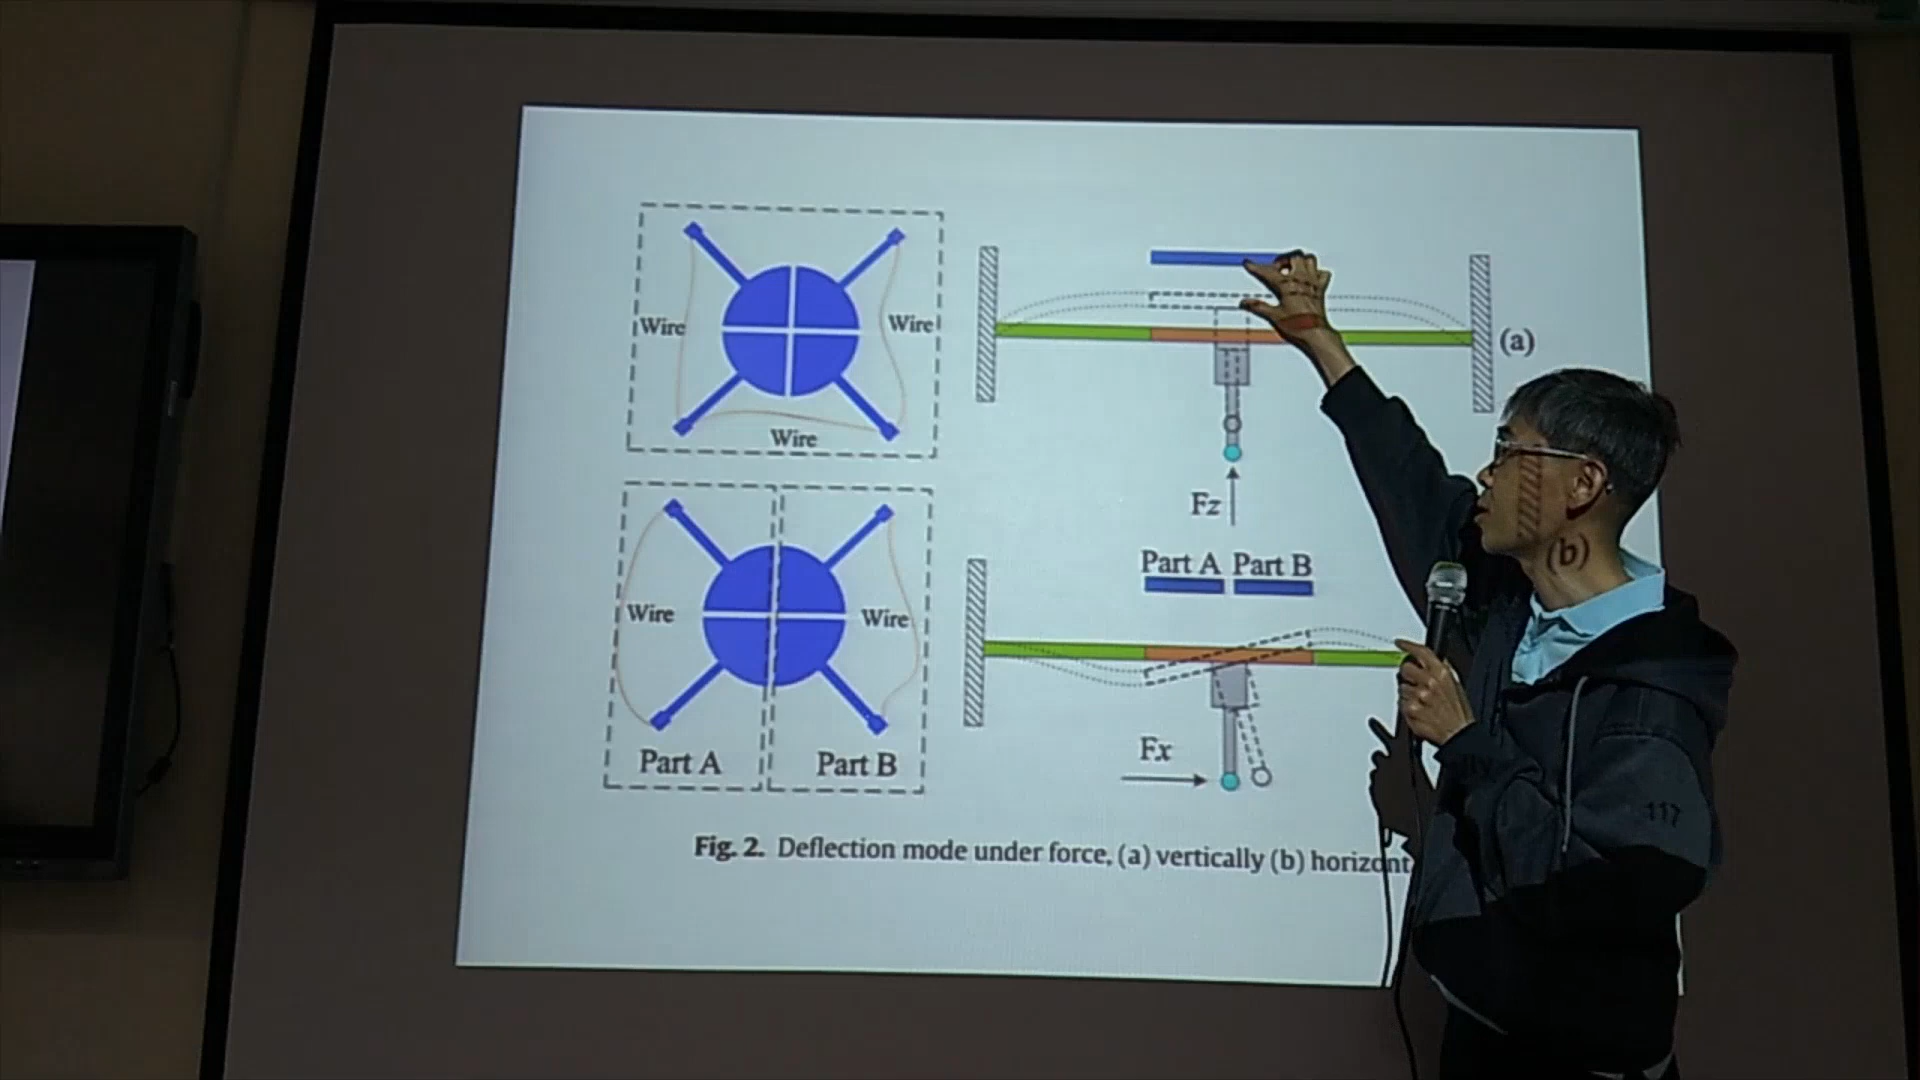 Wire
Wire
Wire
(a)
Fz
Part A Part B
(b)
Wire
Wire
Part A
Part B
Fx
Fig. 2. Deflection mode under force, (a) vertically (b) horizont
117